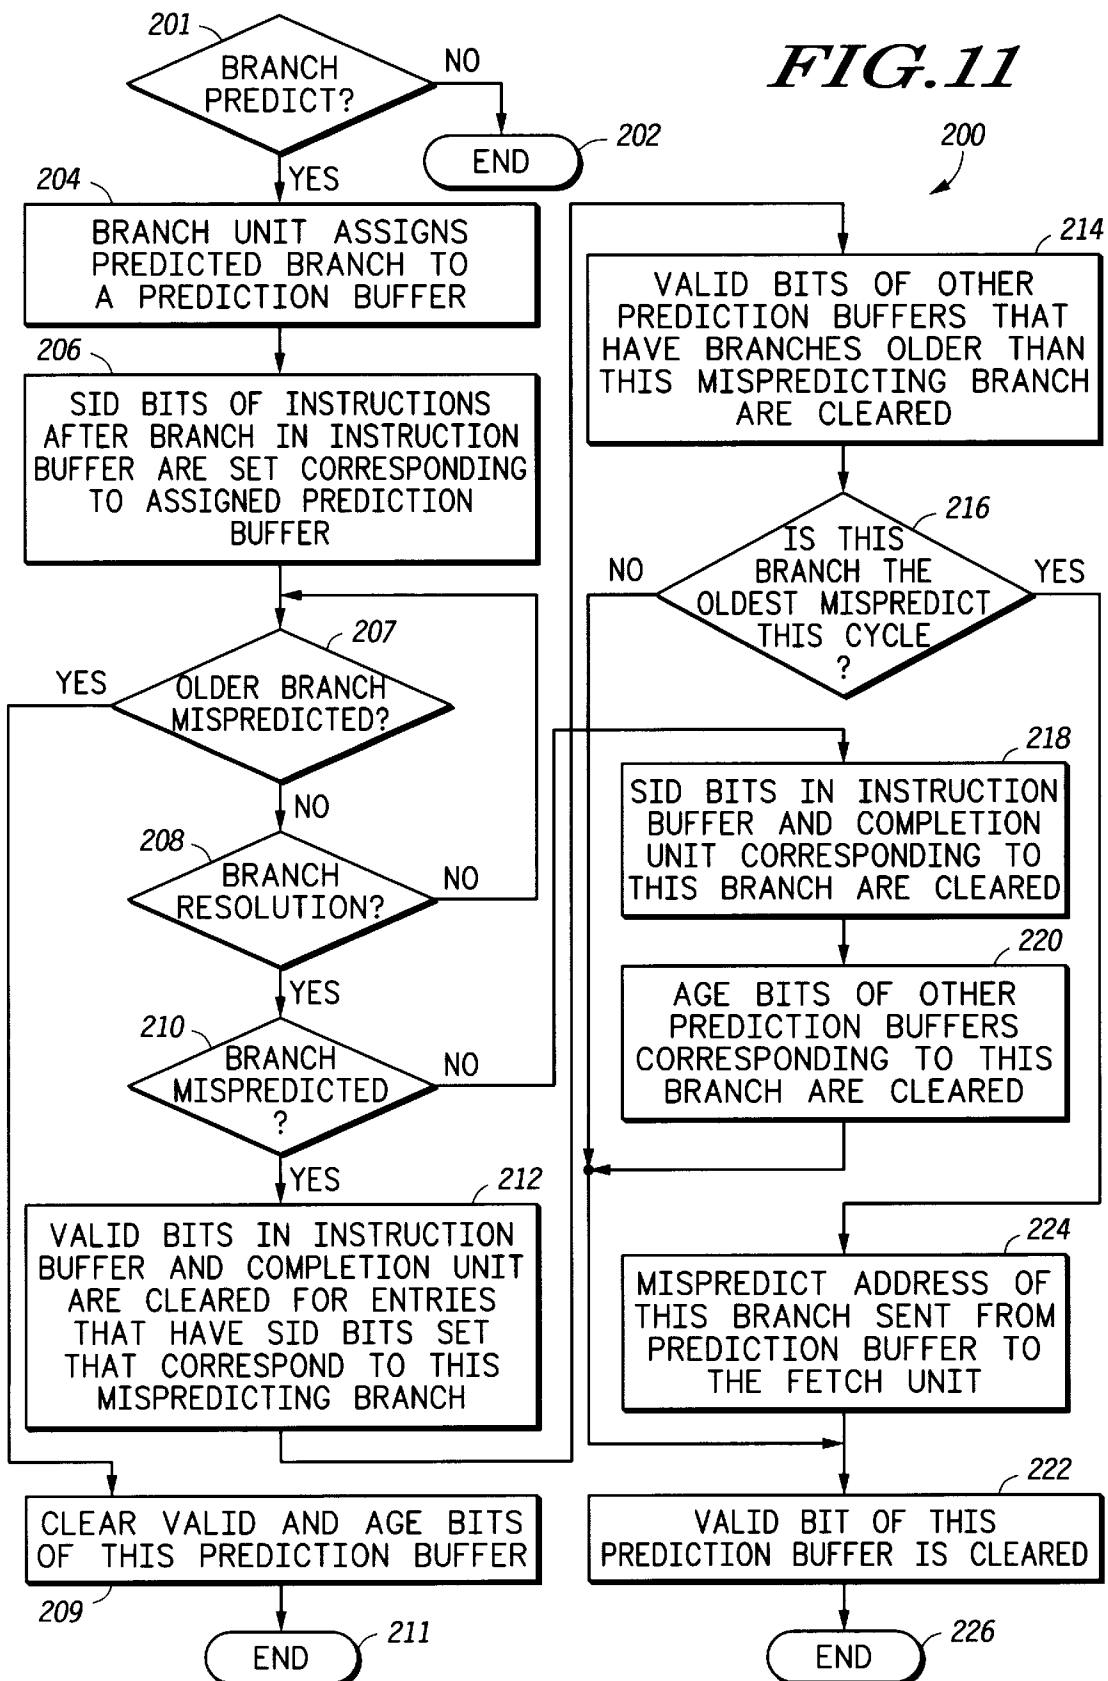 FIG.11
200
201
BRANCH
PREDICT?
NO
END
202
YES
204
BRANCH UNIT ASSIGNS
PREDICTED BRANCH TO
A PREDICTION BUFFER
206
SID BITS OF INSTRUCTIONS
AFTER BRANCH IN INSTRUCTION
BUFFER ARE SET CORRESPONDING
TO ASSIGNED PREDICTION
BUFFER
207
YES
OLDER BRANCH
MISPREDICTED?
NO
208
BRANCH
RESOLUTION?
NO
YES
210
BRANCH
MISPREDICTED
?
NO
YES
212
VALID BITS IN INSTRUCTION
BUFFER AND COMPLETION UNIT
ARE CLEARED FOR ENTRIES
THAT HAVE SID BITS SET
THAT CORRESPOND TO THIS
MISPREDICTING BRANCH
CLEAR VALID AND AGE BITS
OF THIS PREDICTION BUFFER
209
END
211
214
VALID BITS OF OTHER
PREDICTION BUFFERS THAT
HAVE BRANCHES OLDER THAN
THIS MISPREDICTING BRANCH
ARE CLEARED
216
NO
IS THIS
BRANCH THE
OLDEST MISPREDICT
THIS CYCLE
?
YES
218
SID BITS IN INSTRUCTION
BUFFER AND COMPLETION
UNIT CORRESPONDING TO
THIS BRANCH ARE CLEARED
220
AGE BITS OF OTHER
PREDICTION BUFFERS
CORRESPONDING TO THIS
BRANCH ARE CLEARED
224
MISPREDICT ADDRESS OF
THIS BRANCH SENT FROM
PREDICTION BUFFER TO
THE FETCH UNIT
222
VALID BIT OF THIS
PREDICTION BUFFER IS CLEARED
END
226